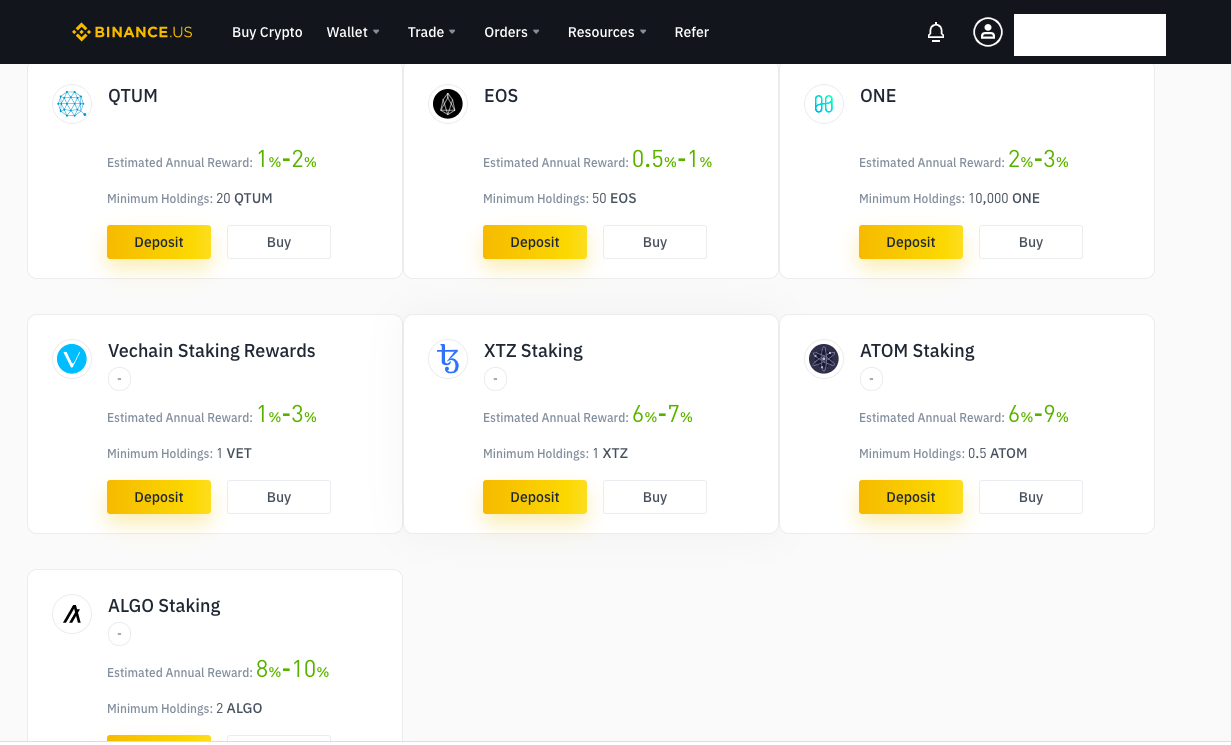 BINANCE.US Buy Crypto Wallet Trade Orders Resources Refer
QTUM
Estimated Annual Reward: 1%-2%
Minimum Holdings: 20 QTUM
Deposit Buy
EOS
Estimated Annual Reward: 0.5%-1%
Minimum Holdings: 50 EOS
Deposit Buy
ONE
Estimated Annual Reward: 2%-3%
Minimum Holdings: 10,000 ONE
Deposit Buy
Vechain Staking Rewards
-
Estimated Annual Reward: 1%-3%
Minimum Holdings: 1 VET
Deposit Buy
XTZ Staking
-
Estimated Annual Reward: 6%-7%
Minimum Holdings: 1 XTZ
Deposit Buy
ATOM Staking
-
Estimated Annual Reward: 6%-9%
Minimum Holdings: 0.5 ATOM
Deposit Buy
ALGO Staking
-
Estimated Annual Reward: 8%-10%
Minimum Holdings: 2 ALGO